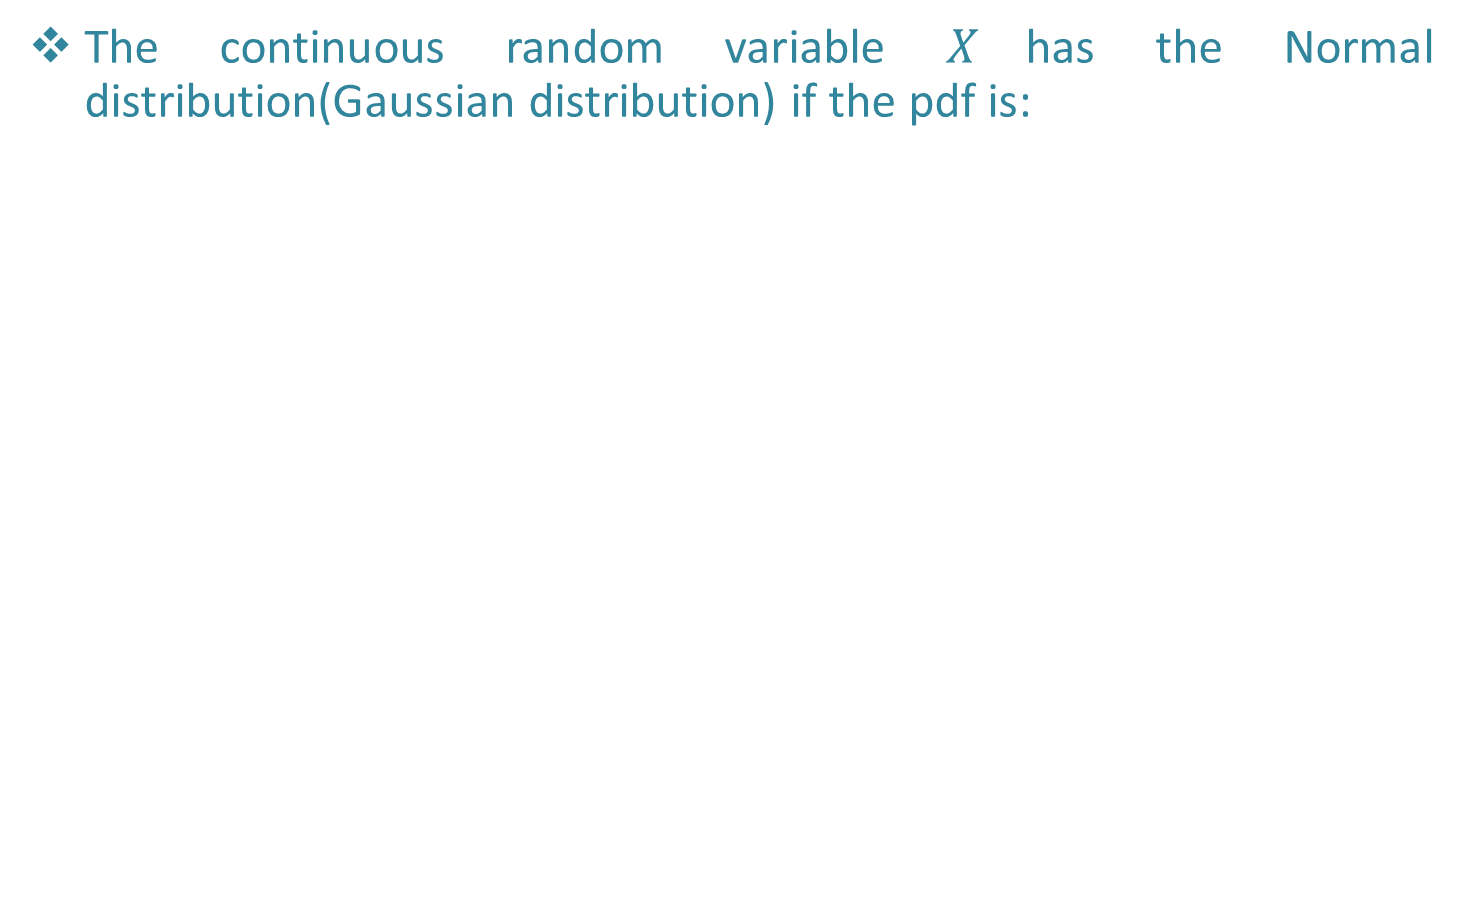 ❖ The continuous random variable X has the Normal
distribution(Gaussian distribution) if the pdf is: